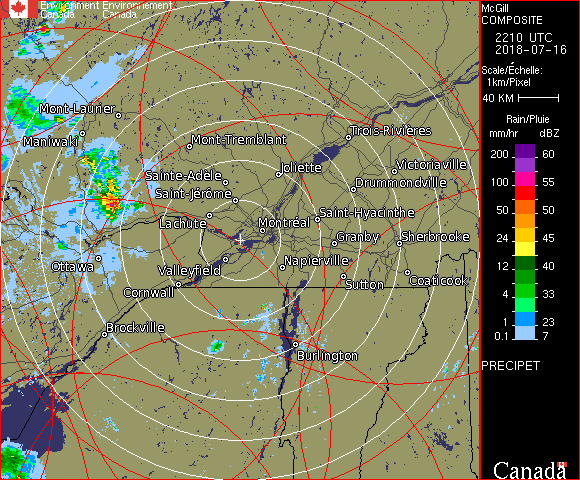 Environment Environnement
Canada Canada
McGill
COMPOSITE
2210 UTC
2018-07-16
Scale/Échelle:
1km/Pixel
40 KM
Rain/Pluie
mm/hr dBZ
200 60
150 57
100 55
50 50
24 45
12 40
4 33
1 23
0.1 7
PRECIPET
Canada
Mont-Laurier
Maniwaki
Mont-Tremblant
Trois-Rivières
Sainte-Adèle
Joliette
Victoriaville
Saint-Jérôme
Drummondville
Lachute
Montréal
Saint-Hyacinthe
Granby
Sherbrooke
Ottawa
Valleyfield
Napierville
Cornwall
Sutton
Coaticook
Brockville
Burlington